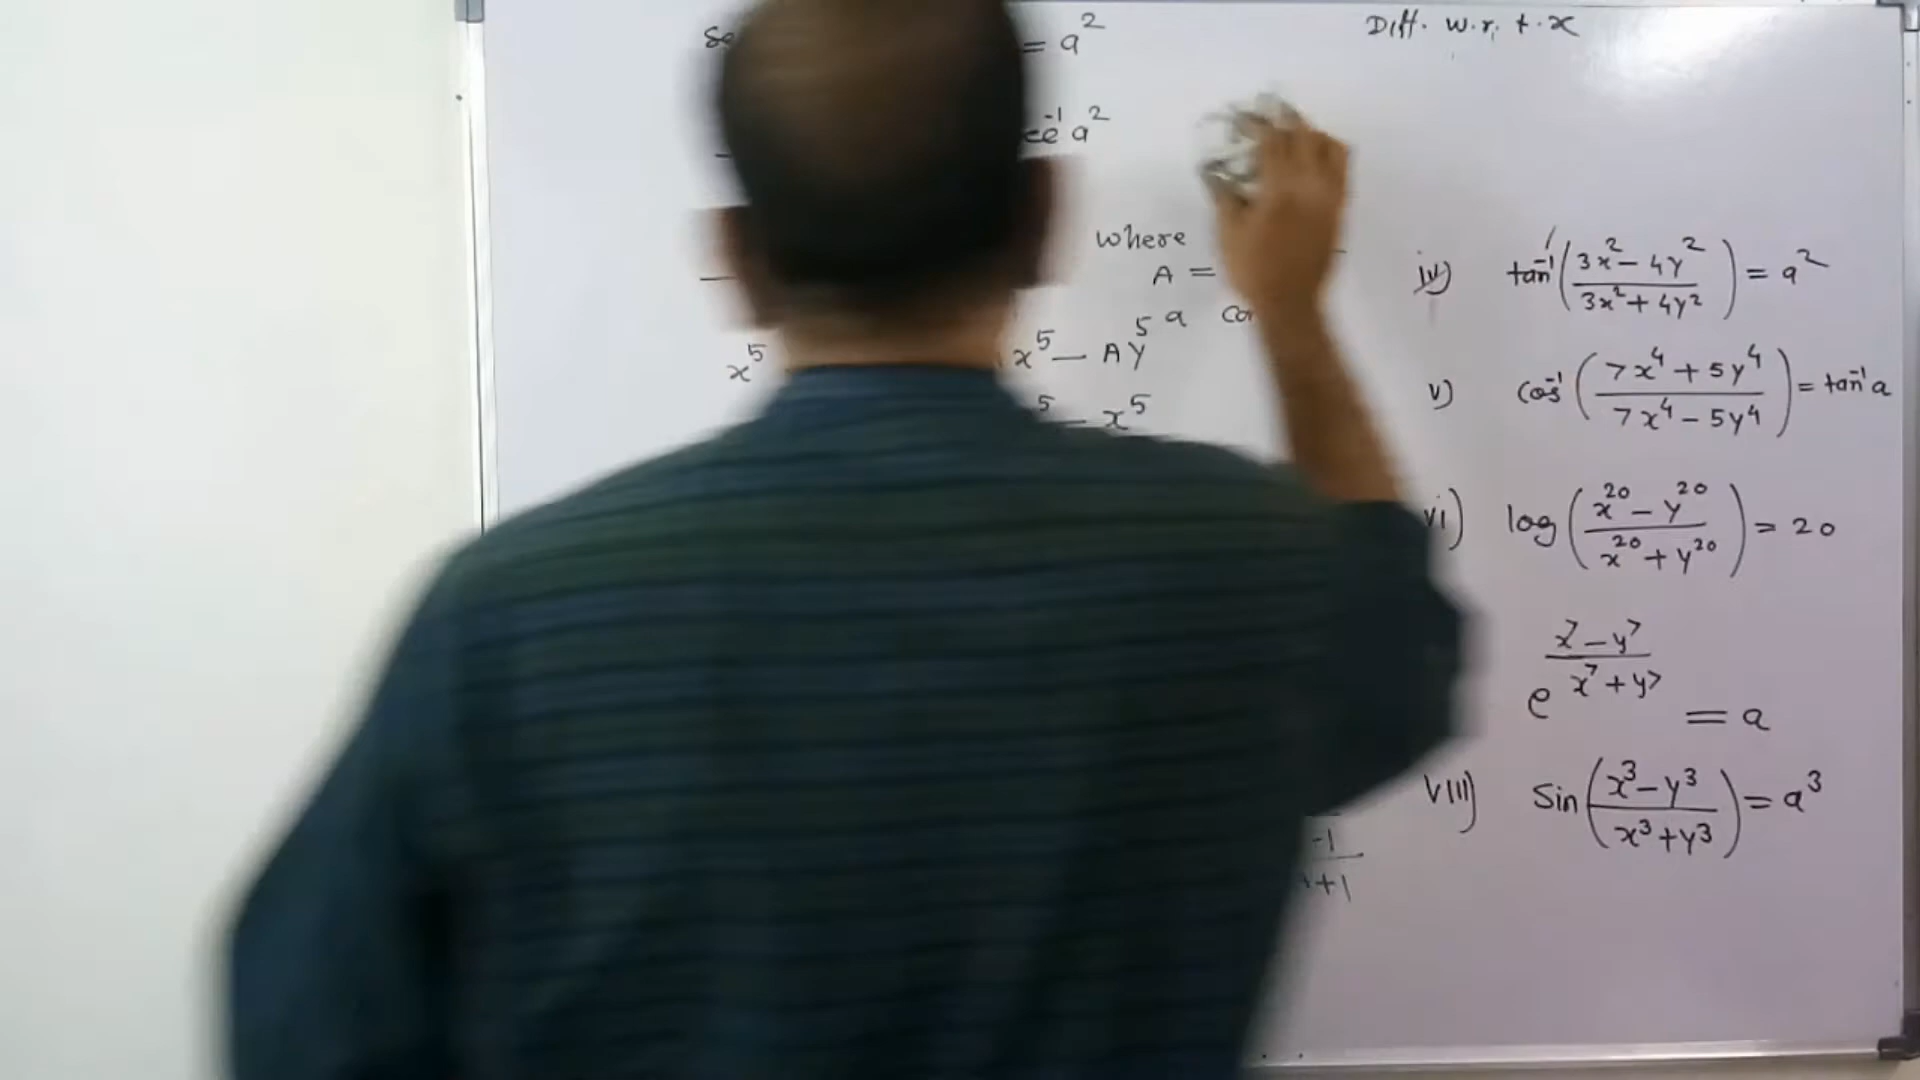 = a²
Diff. w.r.t.x
a²
where
A =
a
x⁵
x⁵ — Ay⁵
— x⁵
iv) tan⁻¹((3x² - 4y²)/(3x² + 4y²)) = a²
v) cos⁻¹((7x⁴ + 5y⁴)/(7x⁴ - 5y⁴)) = tan⁻¹a
vi) log((x²⁰ - y²⁰)/(x²⁰ + y²⁰)) = 20
e^((x⁷ - y⁷)/(x⁷ + y⁷)) = a
VIII) Sin((x³ - y³)/(x³ + y³)) = a³
-1
+1